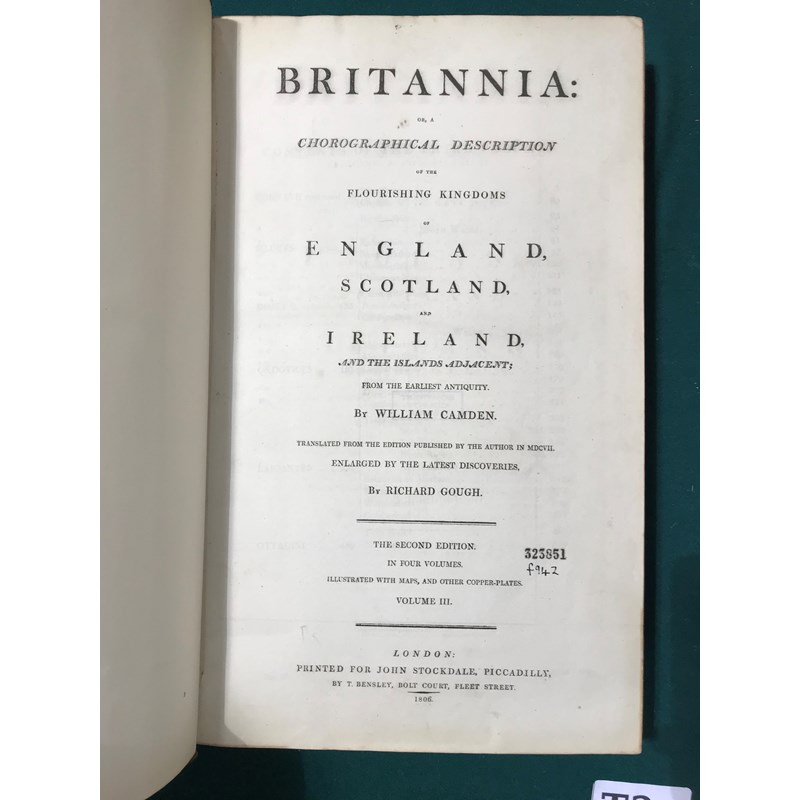 BRITANNIA:
OR, A
CHOROGRAPHICAL DESCRIPTION
OF THE
FLOURISHING KINGDOMS
OF
ENGLAND,
SCOTLAND,
AND
IRELAND,
AND THE ISLANDS ADJACENT;
FROM THE EARLIEST ANTIQUITY.
By WILLIAM CAMDEN.
TRANSLATED FROM THE EDITION PUBLISHED BY THE AUTHOR IN MDCVII.
ENLARGED BY THE LATEST DISCOVERIES,
By RICHARD GOUGH.
THE SECOND EDITION.
IN FOUR VOLUMES.
ILLUSTRATED WITH MAPS, AND OTHER COPPER-PLATES.
VOLUME III.
323851
f942
LONDON:
PRINTED FOR JOHN STOCKDALE, PICCADILLY,
BY T. BENSLEY, BOLT COURT, FLEET STREET.
1806.